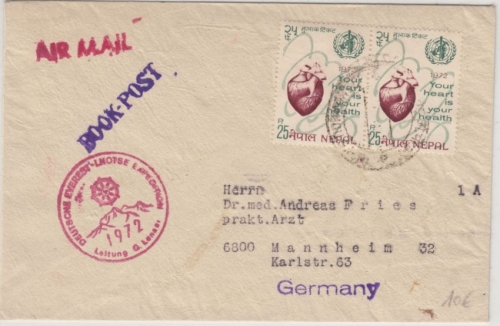 AIR MAIL
BOOK-POST
1972
Your
heart
is
your
health
R
25
नेपाल NEPAL
1972
Your
heart
is
your
health
R
25
नेपाल NEPAL
DEUTSCHE EVEREST-LHOTSE EXPEDITION
1972
Leitung G. Lenser
Herrn 1 A
Dr.med.Andreas Fries
prakt.Arzt
6800 Mannheim 32
Karlstr.63
Germany
10€